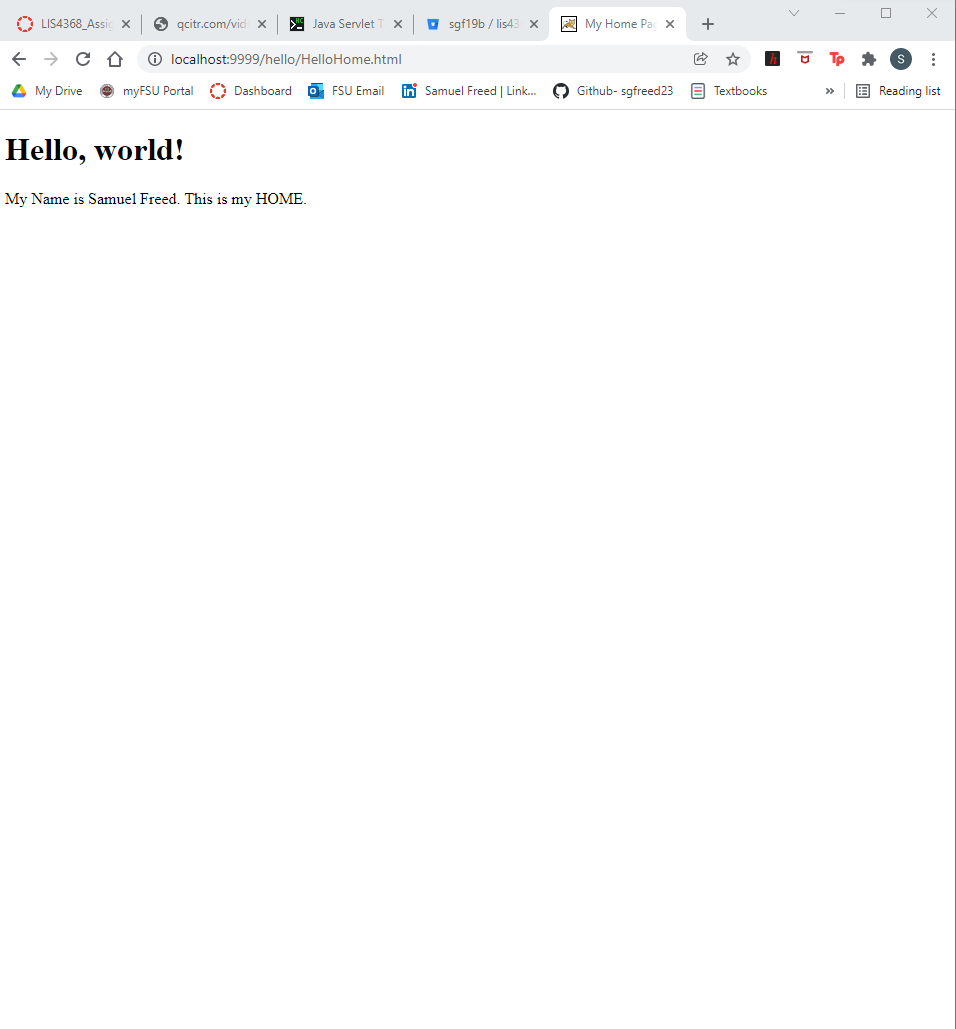 LIS4368_Assig
qcitr.com/vid
Java Servlet T
sgf19b / lis43
My Home Pag
localhost:9999/hello/HelloHome.html
S
My Drive
myFSU Portal
Dashboard
FSU Email
Samuel Freed | Link...
Github- sgfreed23
Textbooks
»
Reading list
Hello, world!
My Name is Samuel Freed. This is my HOME.